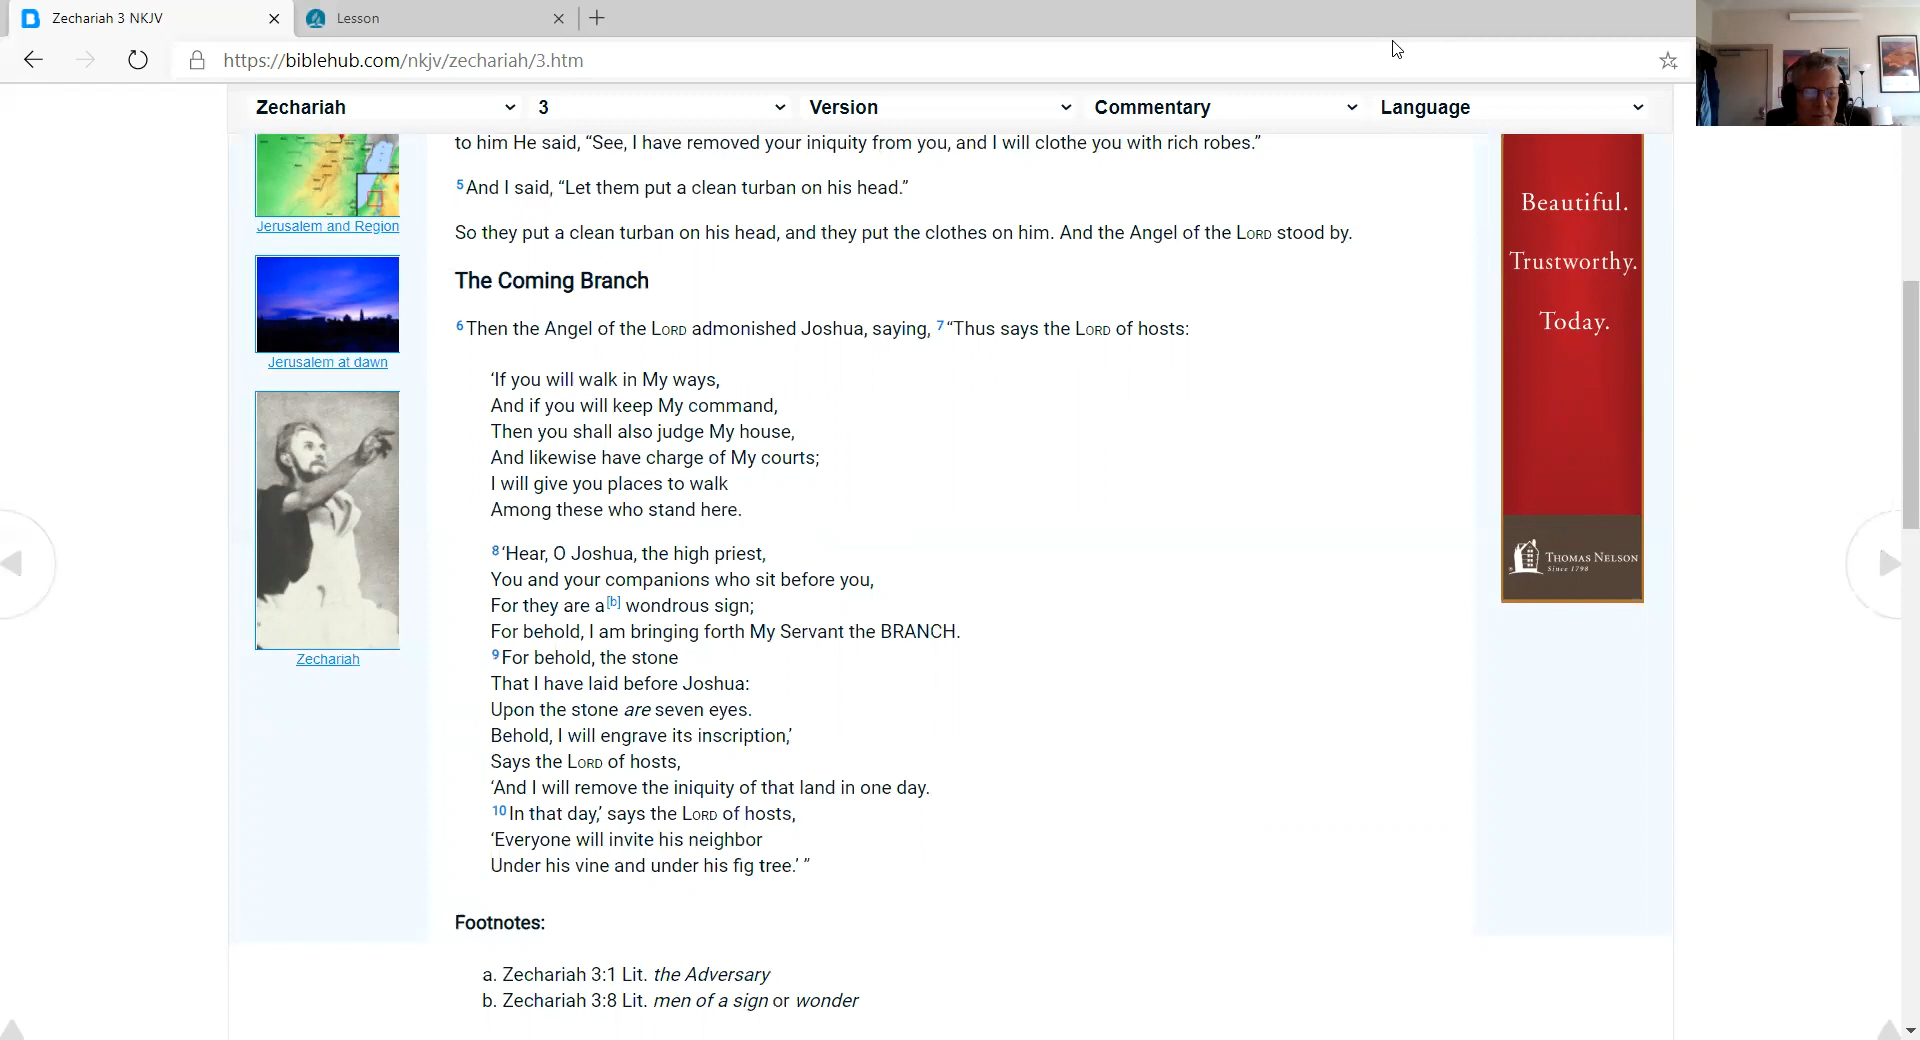 Zechariah 3 NKJV
Lesson
https://biblehub.com/nkjv/zechariah/3.htm
Zechariah 3 Version Commentary Language
to him He said, “See, I have removed your iniquity from you, and I will clothe you with rich robes.”
5 And I said, “Let them put a clean turban on his head.”
So they put a clean turban on his head, and they put the clothes on him. And the Angel of the LORD stood by.
The Coming Branch
6 Then the Angel of the LORD admonished Joshua, saying, 7 “Thus says the LORD of hosts:
‘If you will walk in My ways,
And if you will keep My command,
Then you shall also judge My house,
And likewise have charge of My courts;
I will give you places to walk
Among these who stand here.
8 ‘Hear, O Joshua, the high priest,
You and your companions who sit before you,
For they are a[b] wondrous sign;
For behold, I am bringing forth My Servant the BRANCH.
9 For behold, the stone
That I have laid before Joshua:
Upon the stone are seven eyes.
Behold, I will engrave its inscription,’
Says the LORD of hosts,
‘And I will remove the iniquity of that land in one day.
10 In that day,’ says the LORD of hosts,
‘Everyone will invite his neighbor
Under his vine and under his fig tree.’ ”
Footnotes:
a. Zechariah 3:1 Lit. the Adversary
b. Zechariah 3:8 Lit. men of a sign or wonder
Jerusalem and Region
Jerusalem at dawn
Zechariah
Beautiful.
Trustworthy.
Today.
THOMAS NELSON
Since 1798